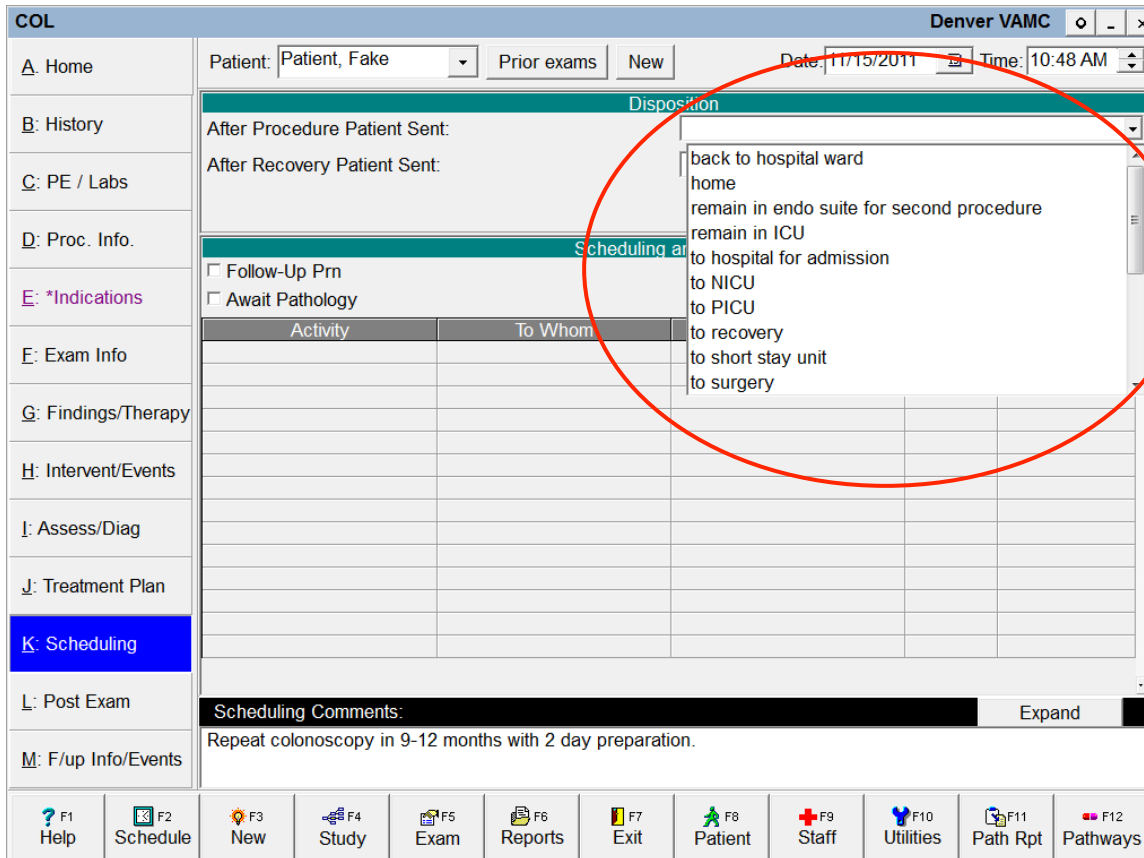 COL Denver VAMC
A. Home
B: History
C: PE / Labs
D: Proc. Info.
E: *Indications
F: Exam Info
G: Findings/Therapy
H: Intervent/Events
I: Assess/Diag
J: Treatment Plan
K: Scheduling
L: Post Exam
M: F/up Info/Events
Patient: Patient, Fake Prior exams New Date: 11/15/2011 Time: 10:48 AM
Disposition
After Procedure Patient Sent:
After Recovery Patient Sent:
back to hospital ward
home
remain in endo suite for second procedure
remain in ICU
to hospital for admission
to NICU
to PICU
to recovery
to short stay unit
to surgery
Scheduling
Follow-Up Prn
Await Pathology
Activity To Whom
Scheduling Comments: Expand
Repeat colonoscopy in 9-12 months with 2 day preparation.
F1 F2 F3 F4 F5 F6 F7 F8 F9 F10 F11 F12
Help Schedule New Study Exam Reports Exit Patient Staff Utilities Path Rpt Pathways